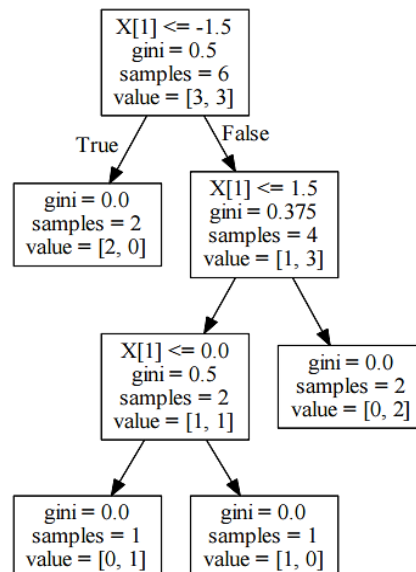 X[1] <= -1.5
gini = 0.5
samples = 6
value = [3, 3]
True
False
gini = 0.0
samples = 2
value = [2, 0]
X[1] <= 1.5
gini = 0.375
samples = 4
value = [1, 3]
X[1] <= 0.0
gini = 0.5
samples = 2
value = [1, 1]
gini = 0.0
samples = 2
value = [0, 2]
gini = 0.0
samples = 1
value = [0, 1]
gini = 0.0
samples = 1
value = [1, 0]